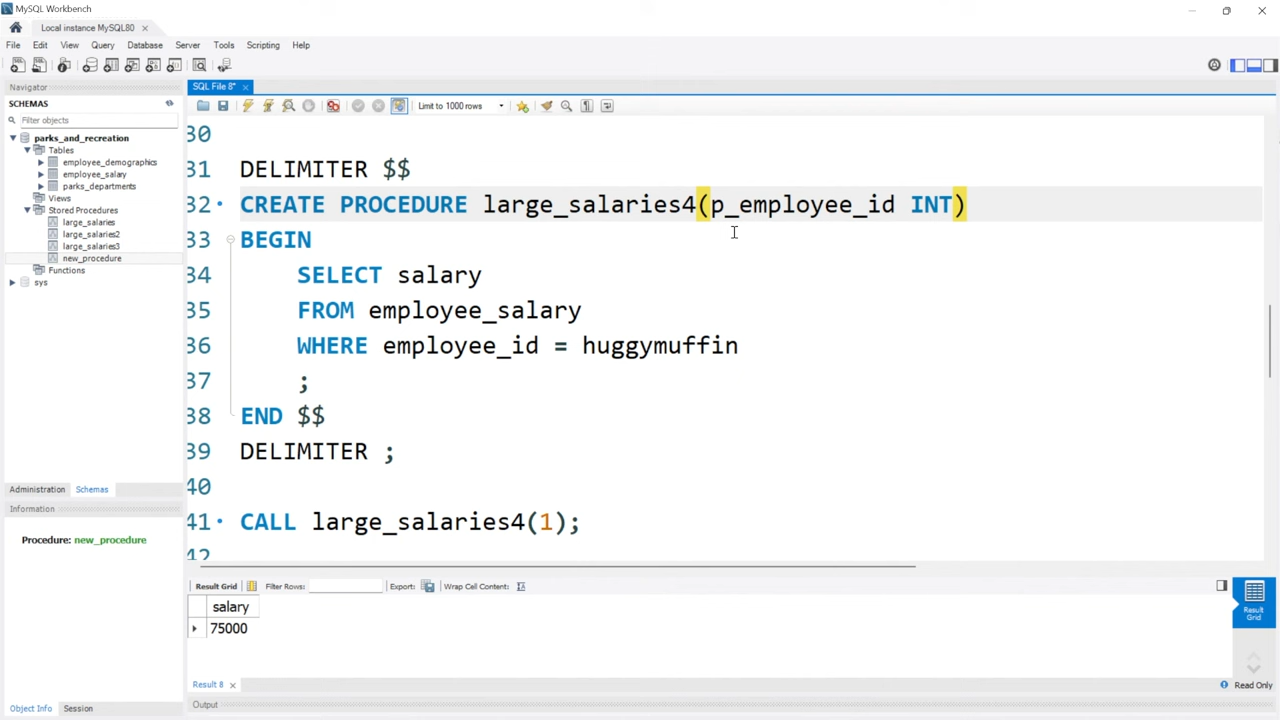 MySQL Workbench
Local instance MySQL80
File Edit View Query Database Server Tools Scripting Help
Navigator
SCHEMAS
Filter objects
parks_and_recreation
Tables
employee_demographics
employee_salary
parks_departments
Views
Stored Procedures
large_salaries
large_salaries2
large_salaries3
new_procedure
Functions
sys
Administration Schemas
Information
Procedure: new_procedure
Object Info Session
SQL File 8*
Limit to 1000 rows
30
31 DELIMITER $$
32 CREATE PROCEDURE large_salaries4(p_employee_id INT)
33 BEGIN
34 SELECT salary
35 FROM employee_salary
36 WHERE employee_id = huggymuffin
37 ;
38 END $$
39 DELIMITER ;
40
41 CALL large_salaries4(1);
42
Result Grid Filter Rows: Export: Wrap Cell Content:
salary
75000
Result Grid
Result 8
Read Only
Output